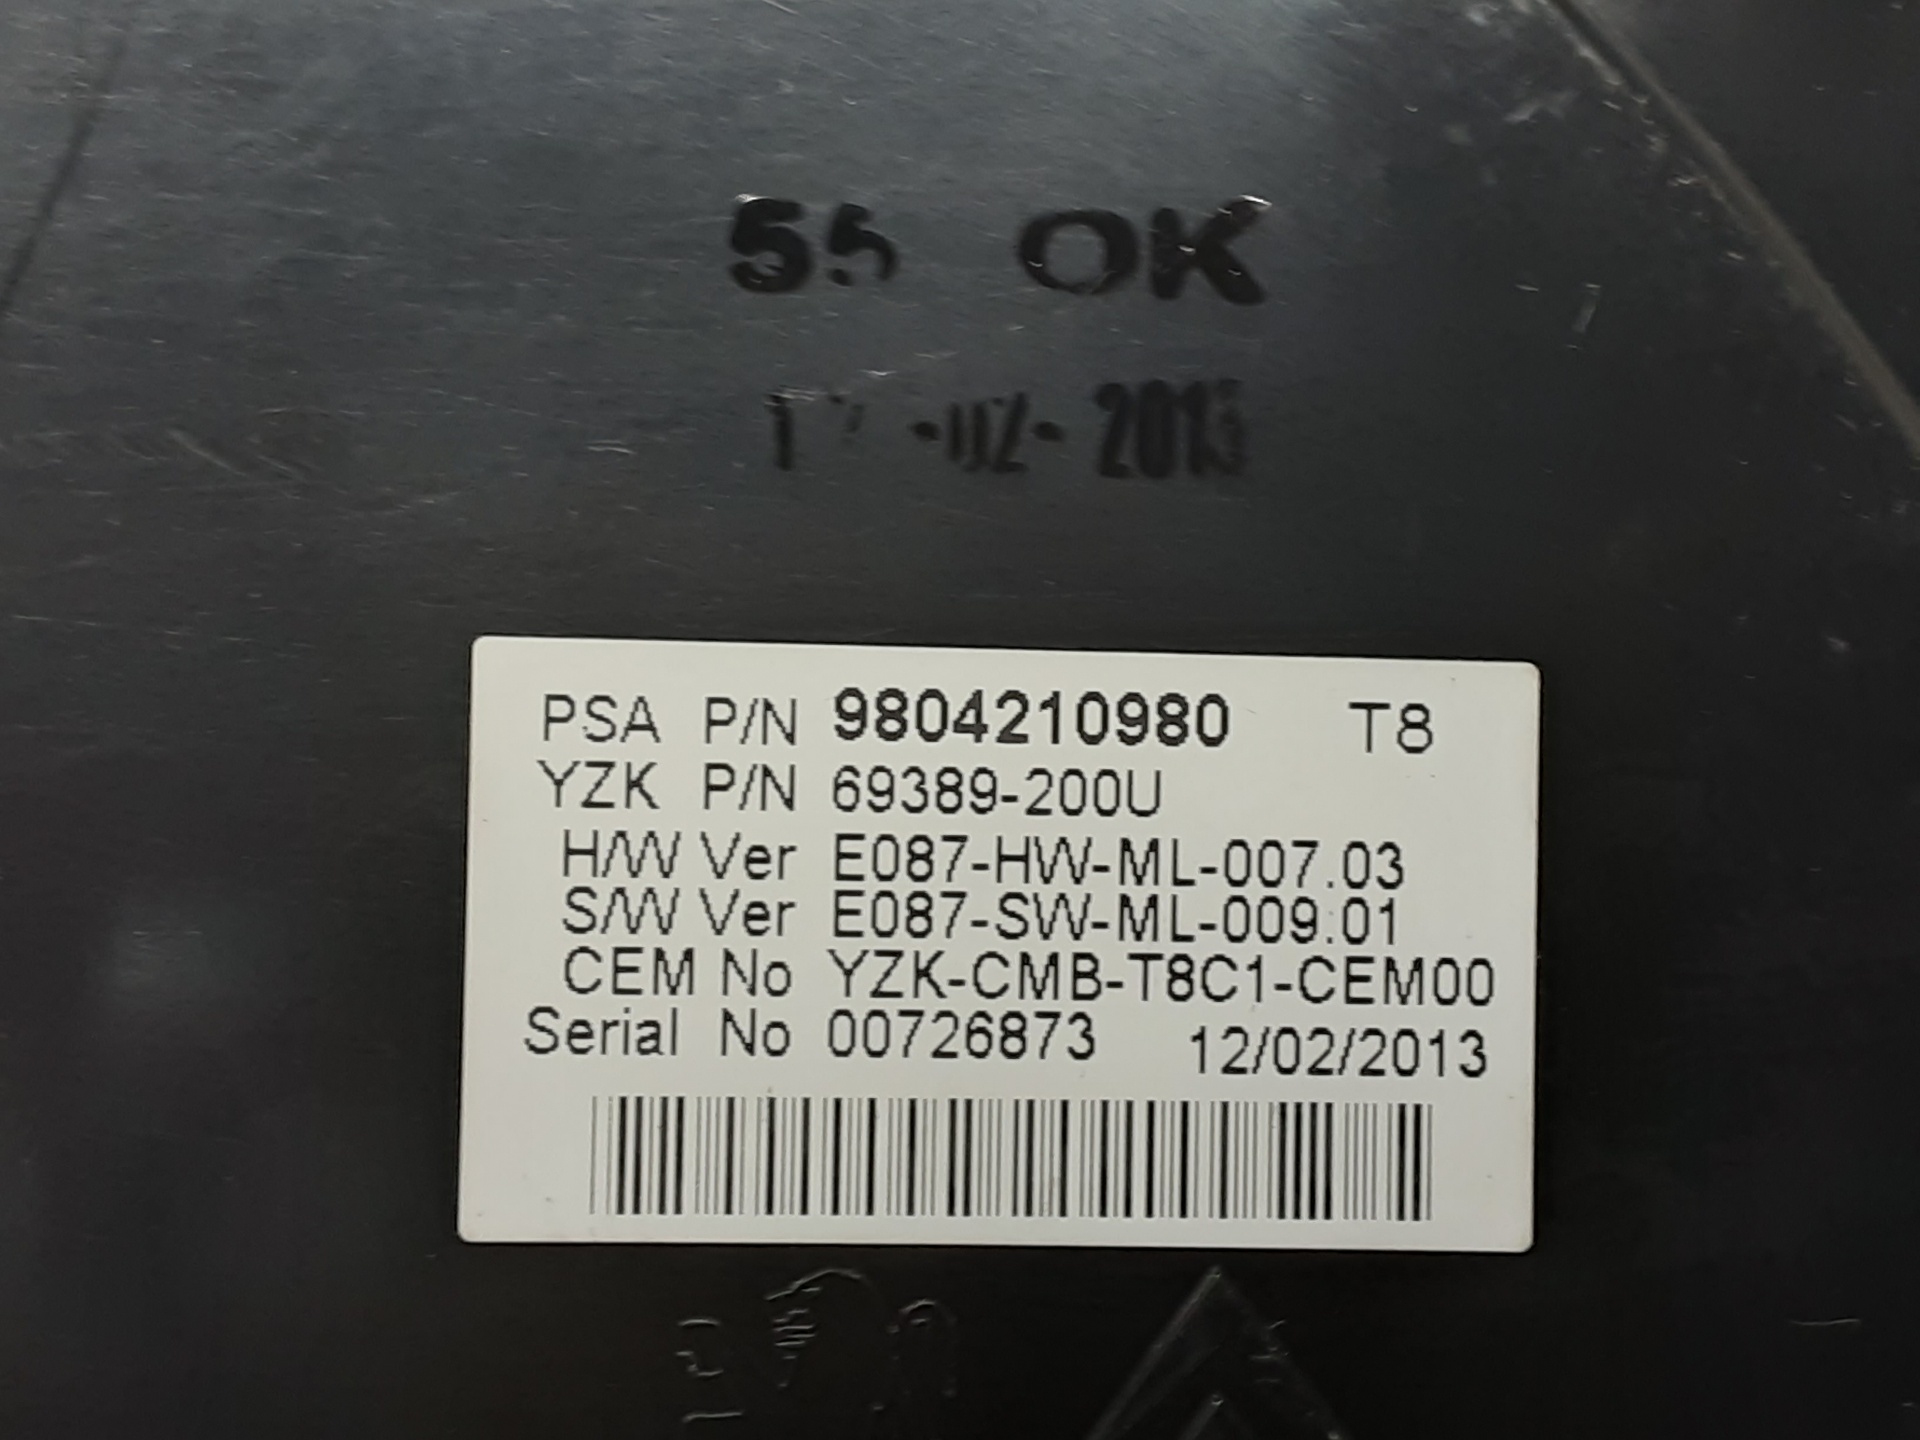 55 OK
-02- 2013
PSA P/N 9804210980 T8
YZK P/N 69389-200U
H/W Ver E087-HW-ML-007.03
S/W Ver E087-SW-ML-009.01
CEM No YZK-CMB-T8C1-CEM00
Serial No 00726873 12/02/2013